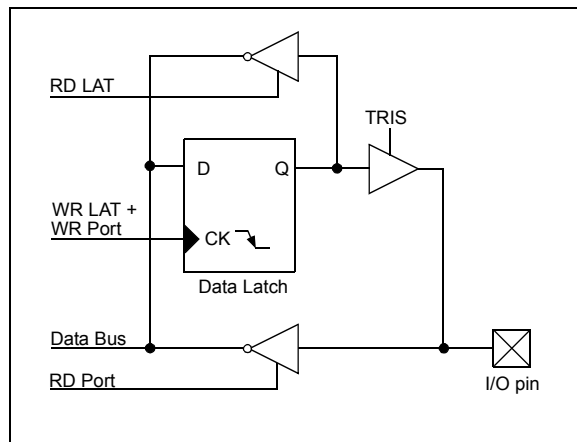 RD LAT
TRIS
D
Q
WR LAT +
WR Port
CK
Data Latch
Data Bus
RD Port
I/O pin